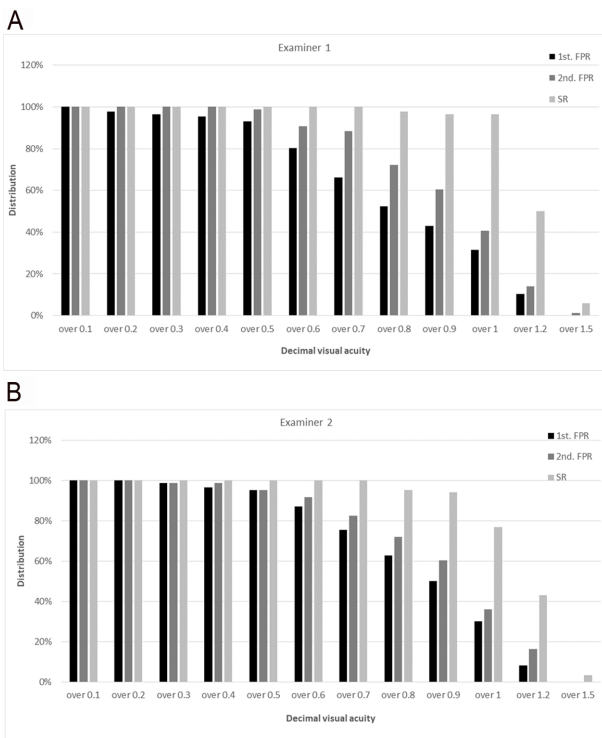 A
Examiner 1
1st. FPR
2nd. FPR
SR
120%
100%
80%
60%
40%
20%
0%
Distribution
over 0.1 over 0.2 over 0.3 over 0.4 over 0.5 over 0.6 over 0.7 over 0.8 over 0.9 over 1 over 1.2 over 1.5
Decimal visual acuity
B
Examiner 2
1st. FPR
2nd. FPR
SR
120%
100%
80%
60%
40%
20%
0%
Distribution
over 0.1 over 0.2 over 0.3 over 0.4 over 0.5 over 0.6 over 0.7 over 0.8 over 0.9 over 1 over 1.2 over 1.5
Decimal visual acuity